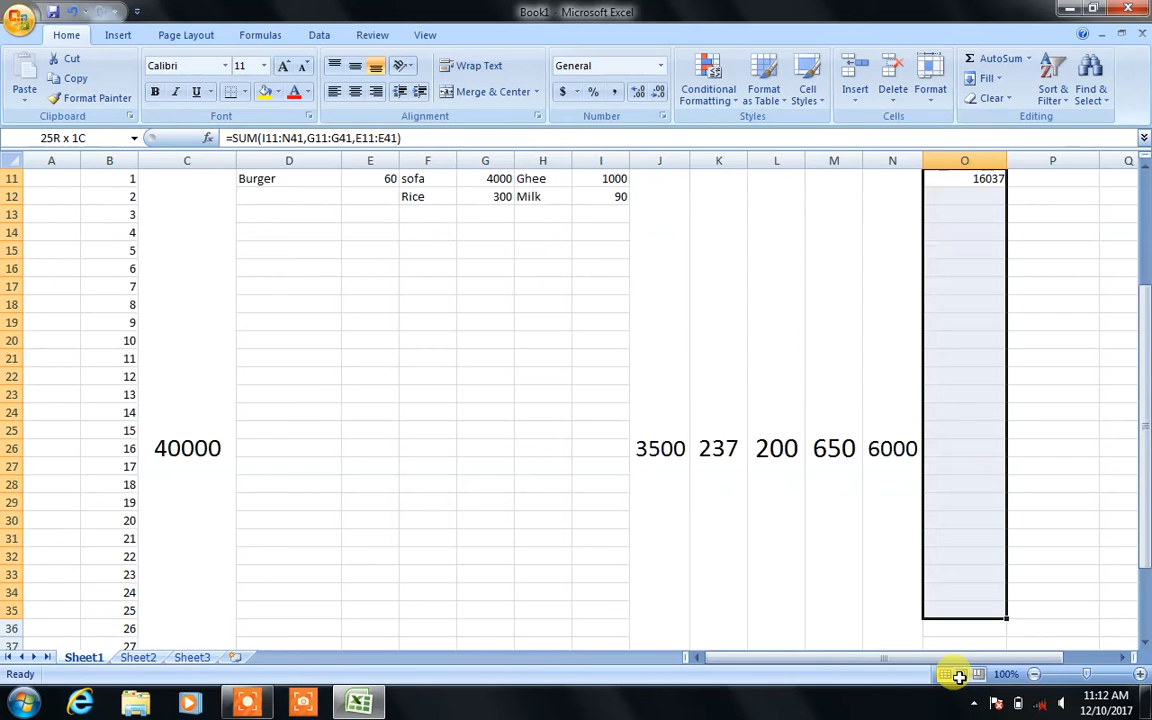 Book1 - Microsoft Excel
Home Insert Page Layout Formulas Data Review View
Paste Cut Copy Format Painter Clipboard
Calibri 11 A A B I U A Font
Wrap Text Merge & Center Alignment
General $ % , .0 .00 .00 .0 Number
Conditional Formatting Format as Table Cell Styles Styles
Insert Delete Format Cells
Σ AutoSum Fill Clear Sort & Filter Find & Select Editing
25R x 1C fx =SUM(I11:N41,G11:G41,E11:E41)
A B C D E F G H I J K L M N O P Q
11 1 Burger 60 sofa 4000 Ghee 1000 16037
12 2 Rice 300 Milk 90
13 3
14 4
15 5
16 6
17 7
18 8
19 9
20 10
21 11
22 12
23 13
24 14
25 15
26 16 40000 3500 237 200 650 6000
27 17
28 18
29 19
30 20
31 21
32 22
33 23
34 24
35 25
36 26
37 27
Sheet1 Sheet2 Sheet3
Ready 100%
11:12 AM
12/10/2017